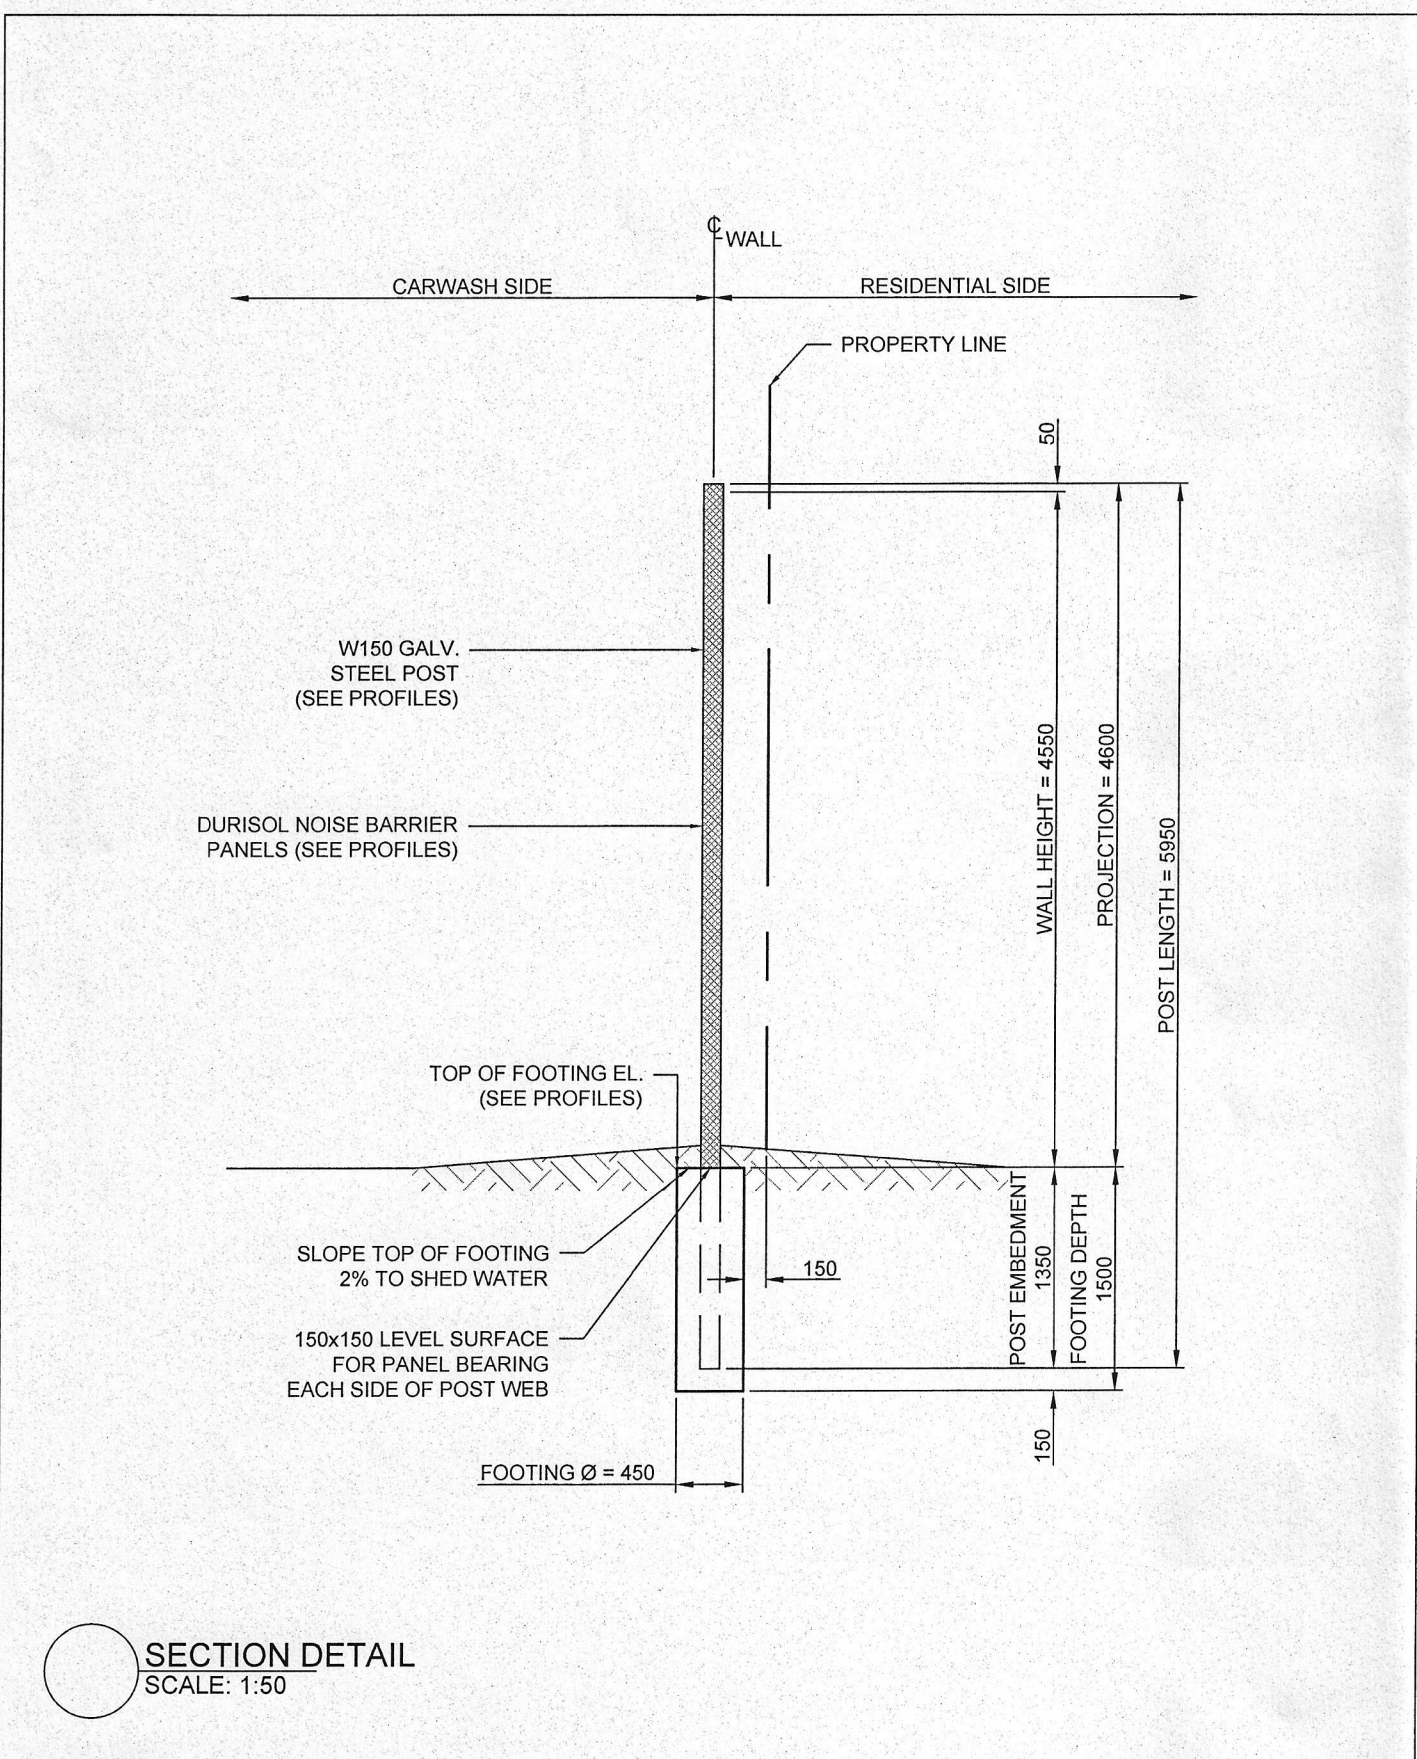 ℄ WALL
CARWASH SIDE
RESIDENTIAL SIDE
PROPERTY LINE
50
W150 GALV.
STEEL POST
(SEE PROFILES)
DURISOL NOISE BARRIER
PANELS (SEE PROFILES)
WALL HEIGHT = 4550
PROJECTION = 4600
POST LENGTH = 5950
TOP OF FOOTING EL.
(SEE PROFILES)
SLOPE TOP OF FOOTING
2% TO SHED WATER
150
150x150 LEVEL SURFACE
FOR PANEL BEARING
EACH SIDE OF POST WEB
POST EMBEDMENT
1350
FOOTING DEPTH
1500
150
FOOTING Ø = 450
SECTION DETAIL
SCALE: 1:50